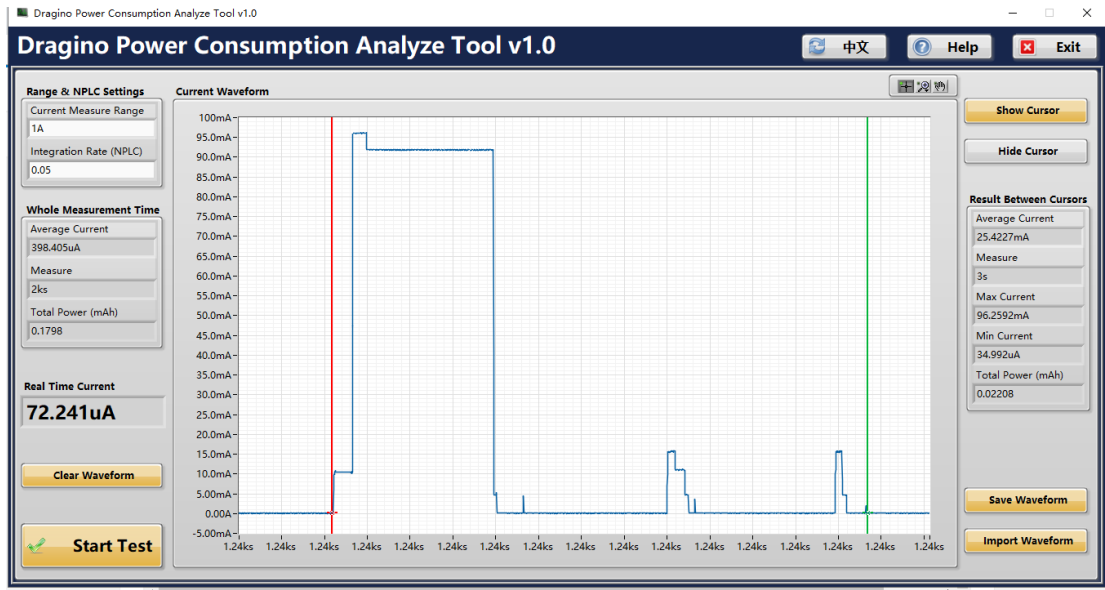 Dragino Power Consumption Analyze Tool v1.0
Dragino Power Consumption Analyze Tool v1.0
中文
Help
Exit
Range & NPLC Settings
Current Measure Range
1A
Integration Rate (NPLC)
0.05
Whole Measurement Time
Average Current
398.405uA
Measure
2ks
Total Power (mAh)
0.1798
Real Time Current
72.241uA
Clear Waveform
Start Test
Current Waveform
100mA
95.0mA
90.0mA
85.0mA
80.0mA
75.0mA
70.0mA
65.0mA
60.0mA
55.0mA
50.0mA
45.0mA
40.0mA
35.0mA
30.0mA
25.0mA
20.0mA
15.0mA
10.0mA
5.00mA
0.00A
-5.00mA
1.24ks 1.24ks 1.24ks 1.24ks 1.24ks 1.24ks 1.24ks 1.24ks 1.24ks 1.24ks 1.24ks 1.24ks 1.24ks 1.24ks 1.24ks 1.24ks 1.24ks
Show Cursor
Hide Cursor
Result Between Cursors
Average Current
25.4227mA
Measure
3s
Max Current
96.2592mA
Min Current
34.992uA
Total Power (mAh)
0.02208
Save Waveform
Import Waveform